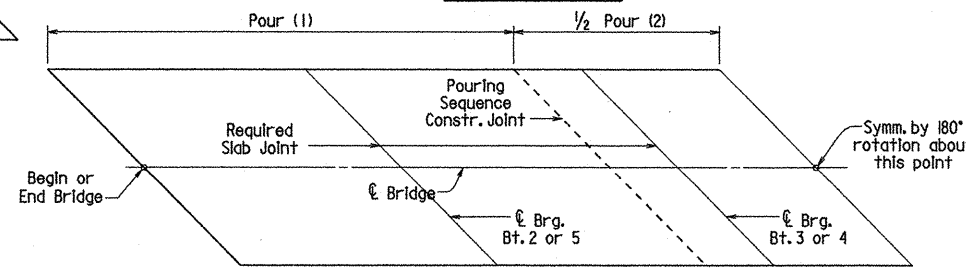 Pour (1)
½ Pour (2)
Pouring
Sequence
Constr. Joint
Required
Slab Joint
Symm. by 180°
rotation abou
this point
Begin or
End Bridge
℄ Bridge
℄ Brg.
Bt. 2 or 5
℄ Brg.
Bt. 3 or 4